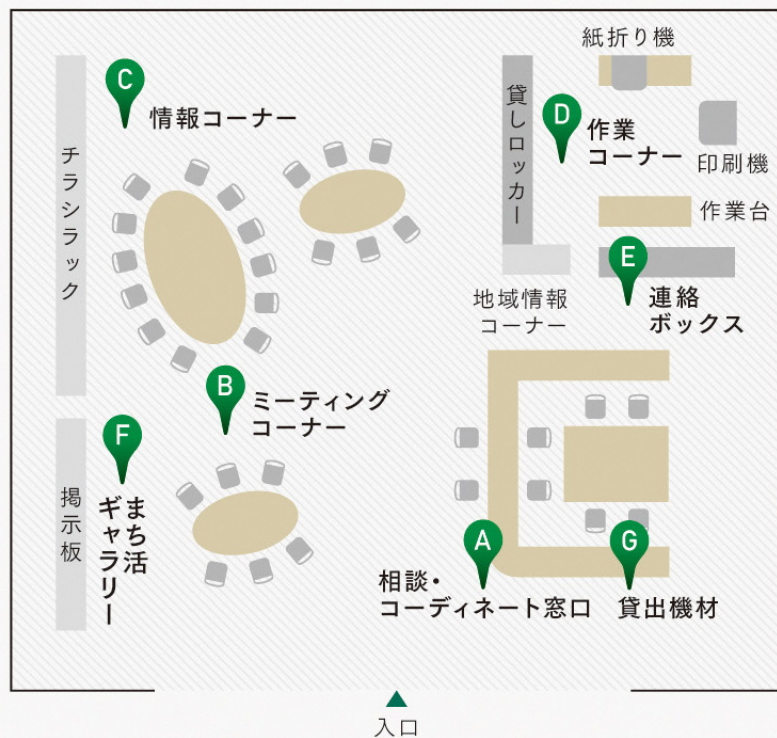 紙折り機
C
情報コーナー
チラシラック
貸しロッカー
D
作業
コーナー
印刷機
作業台
E
連絡
ボックス
地域情報
コーナー
B
ミーティング
コーナー
F
まち活
ギャラリー
掲示板
A
相談・
コーディネート窓口
G
貸出機材
入口